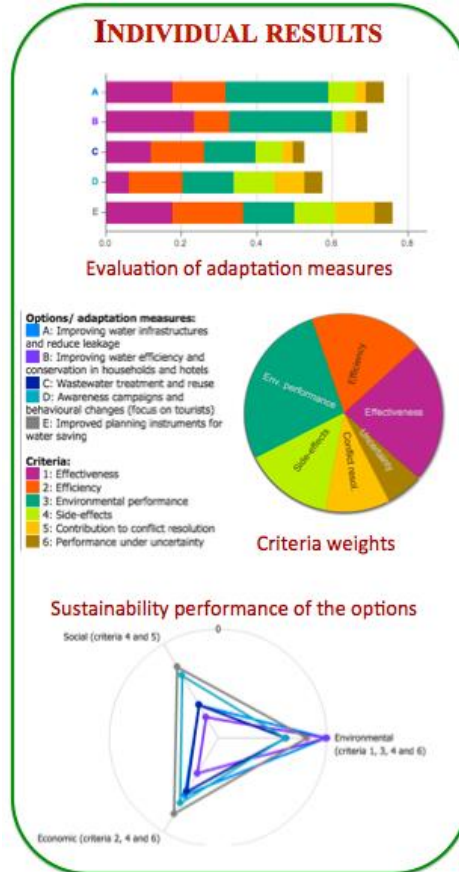 INDIVIDUAL RESULTS
A
B
C
D
E
0.0 0.2 0.4 0.6 0.8
Evaluation of adaptation measures
Options/ adaptation measures:
A: Improving water infrastructures
and reduce leakage
B: Improving water efficiency and
conservation in households and hotels
C: Wastewater treatment and reuse
D: Awareness campaigns and
behavioural changes (focus on tourists)
E: Improved planning instruments for
water saving
Criteria:
1: Effectiveness
2: Efficiency
3: Environmental performance
4: Side-effects
5: Contribution to conflict resolution
6: Performance under uncertainty
Efficiency
Env. performance
Effectiveness
Uncertainty
Side-effects
Conflict resol.
Criteria weights
Sustainability performance of the options
0
Social (criteria 4 and 5)
Environmental
(criteria 1, 3, 4 and 6)
Economic (criteria 2, 4 and 6)